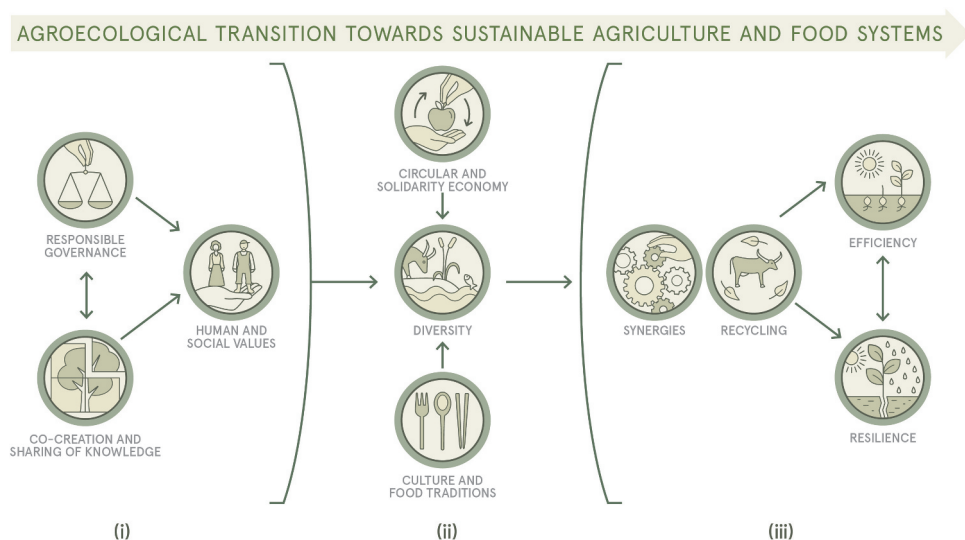 AGROECOLOGICAL TRANSITION TOWARDS SUSTAINABLE AGRICULTURE AND FOOD SYSTEMS
RESPONSIBLE
GOVERNANCE
CO-CREATION AND
SHARING OF KNOWLEDGE
HUMAN AND
SOCIAL VALUES
(i)
CIRCULAR AND
SOLIDARITY ECONOMY
DIVERSITY
CULTURE AND
FOOD TRADITIONS
(ii)
SYNERGIES
RECYCLING
EFFICIENCY
RESILIENCE
(iii)